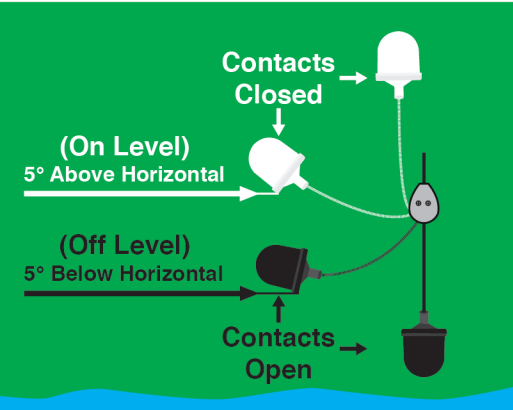 Contacts
Closed
(On Level)
5° Above Horizontal
(Off Level)
5° Below Horizontal
Contacts
Open